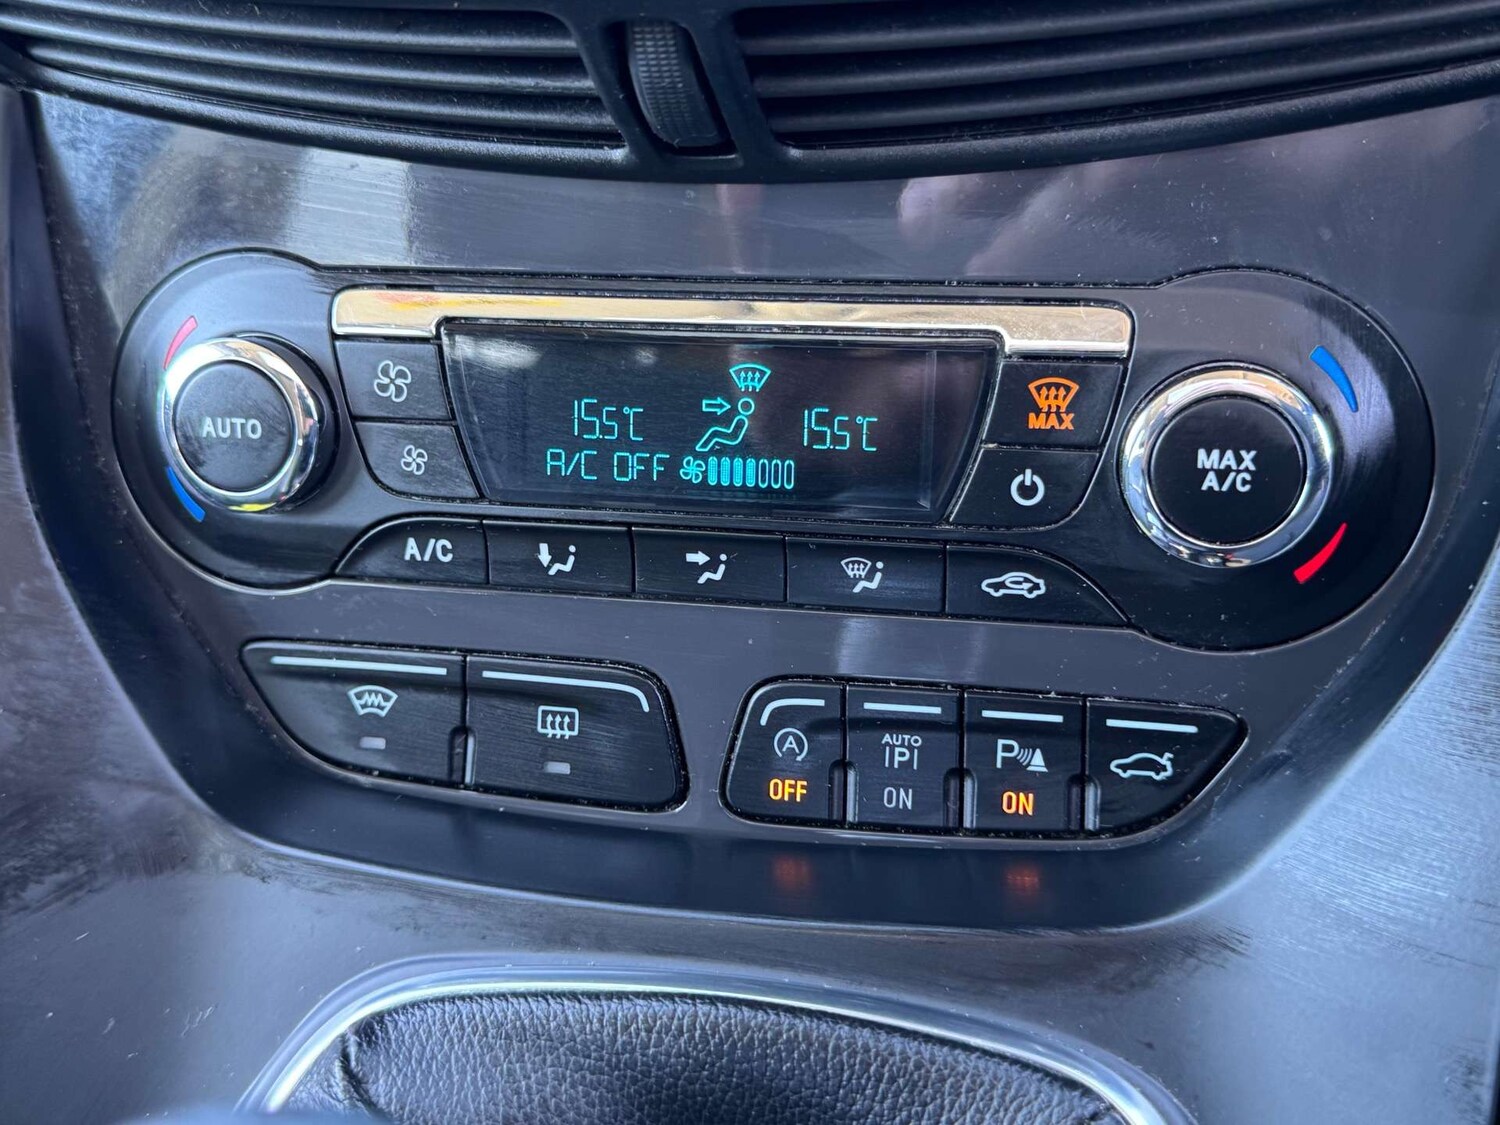 AUTO
15.5°C
15.5°C
A/C OFF
MAX
MAX
A/C
A/C
A
OFF
AUTO
P
ON
P
ON